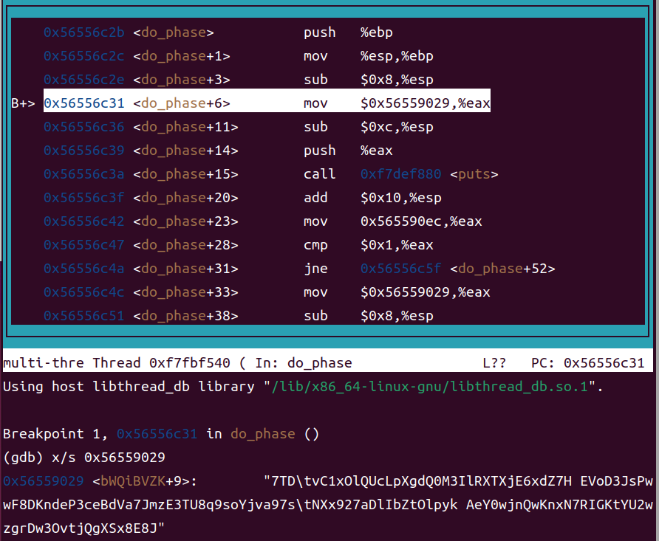 0x56556c2b <do_phase> push %ebp
0x56556c2c <do_phase+1> mov %esp,%ebp
0x56556c2e <do_phase+3> sub $0x8,%esp
B+> 0x56556c31 <do_phase+6> mov $0x56559029,%eax
0x56556c36 <do_phase+11> sub $0xc,%esp
0x56556c39 <do_phase+14> push %eax
0x56556c3a <do_phase+15> call 0xf7def880 <puts>
0x56556c3f <do_phase+20> add $0x10,%esp
0x56556c42 <do_phase+23> mov 0x565590ec,%eax
0x56556c47 <do_phase+28> cmp $0x1,%eax
0x56556c4a <do_phase+31> jne 0x56556c5f <do_phase+52>
0x56556c4c <do_phase+33> mov $0x56559029,%eax
0x56556c51 <do_phase+38> sub $0x8,%esp
multi-thre Thread 0xf7fbf540 ( In: do_phase L?? PC: 0x56556c31
Using host libthread_db library "/lib/x86_64-linux-gnu/libthread_db.so.1".
Breakpoint 1, 0x56556c31 in do_phase ()
(gdb) x/s 0x56559029
0x56559029 <bWQiBVZK+9>: "7TD\tvC1xOlQUcLpXgdQ0M3IlRXTXjE6xdZ7H EVoD3JsPw
wF8DKndeP3ceBdVa7JmzE3TU8q9soYjva97s\tNXx927aDlIbZtOlpyk AeY0wjnQwKnxN7RIGKtYU2w
zgrDw3OvtjQgXSx8E8J"